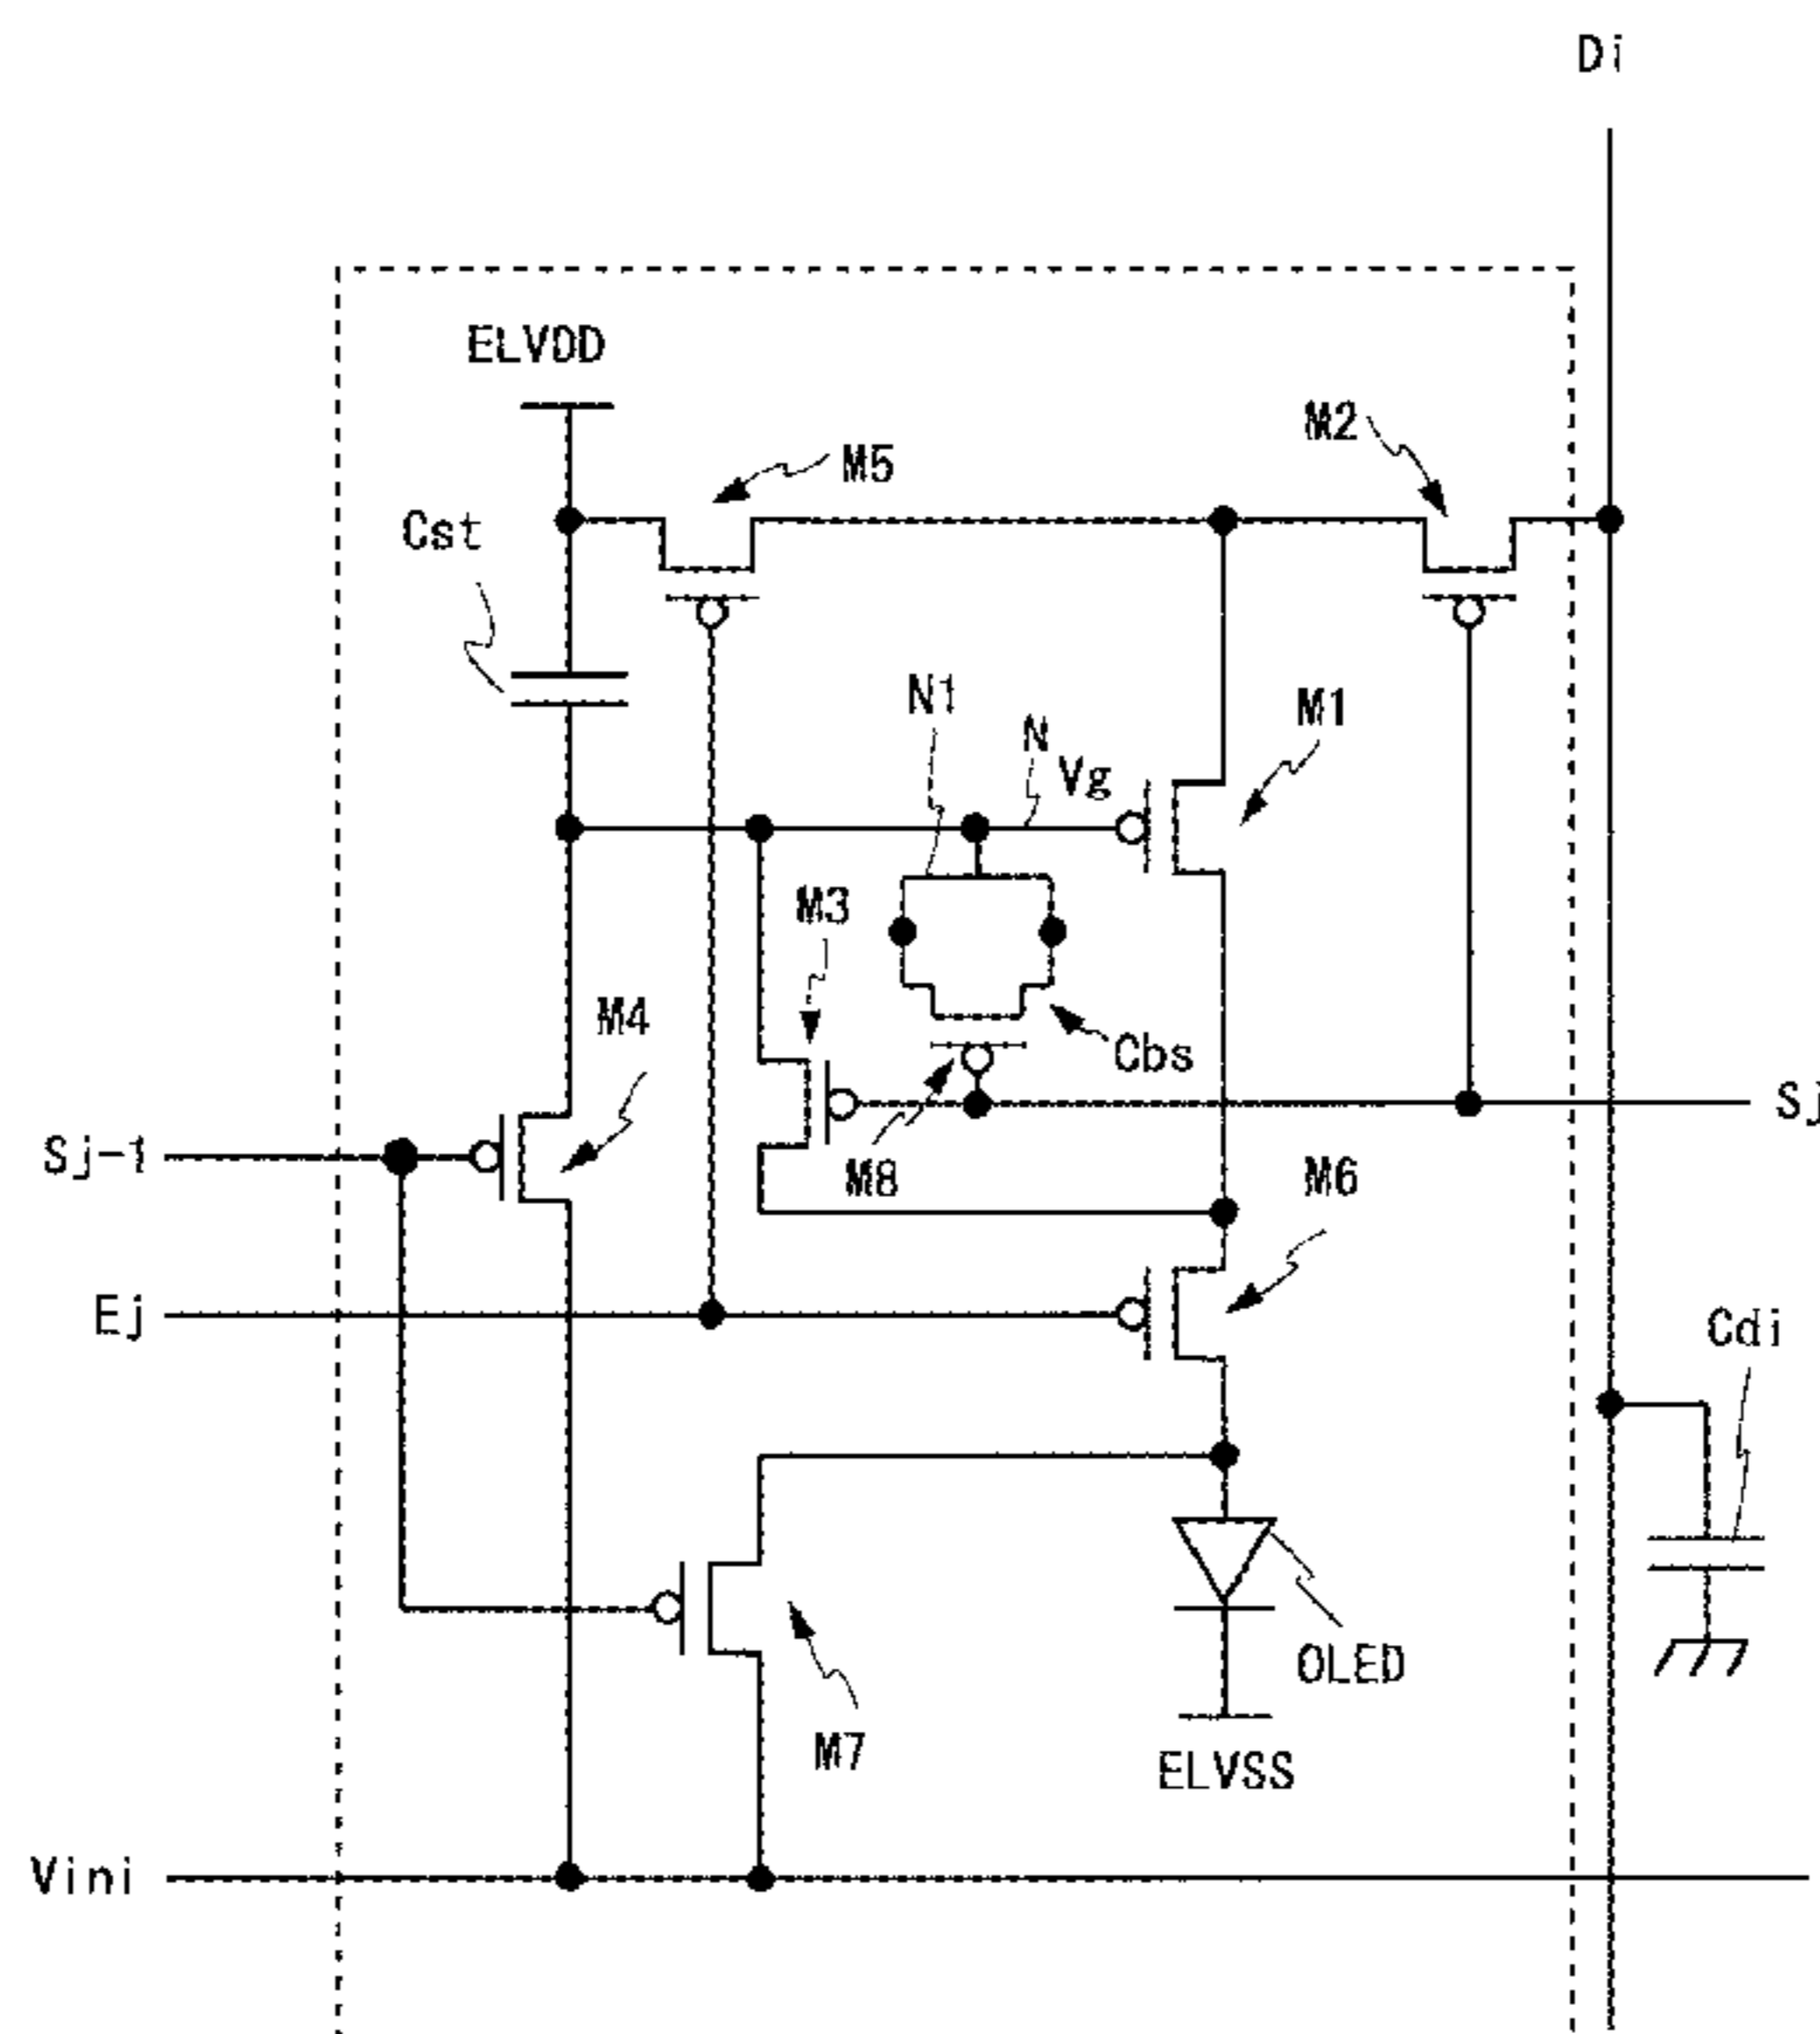 Di
ELVDD
M2
M5
Cst
N1
N
M1
Vg
M3
M4
Cbs
Sj
Sj-1
M8
M6
Ej
Cdi
OLED
M7
ELVSS
Vini